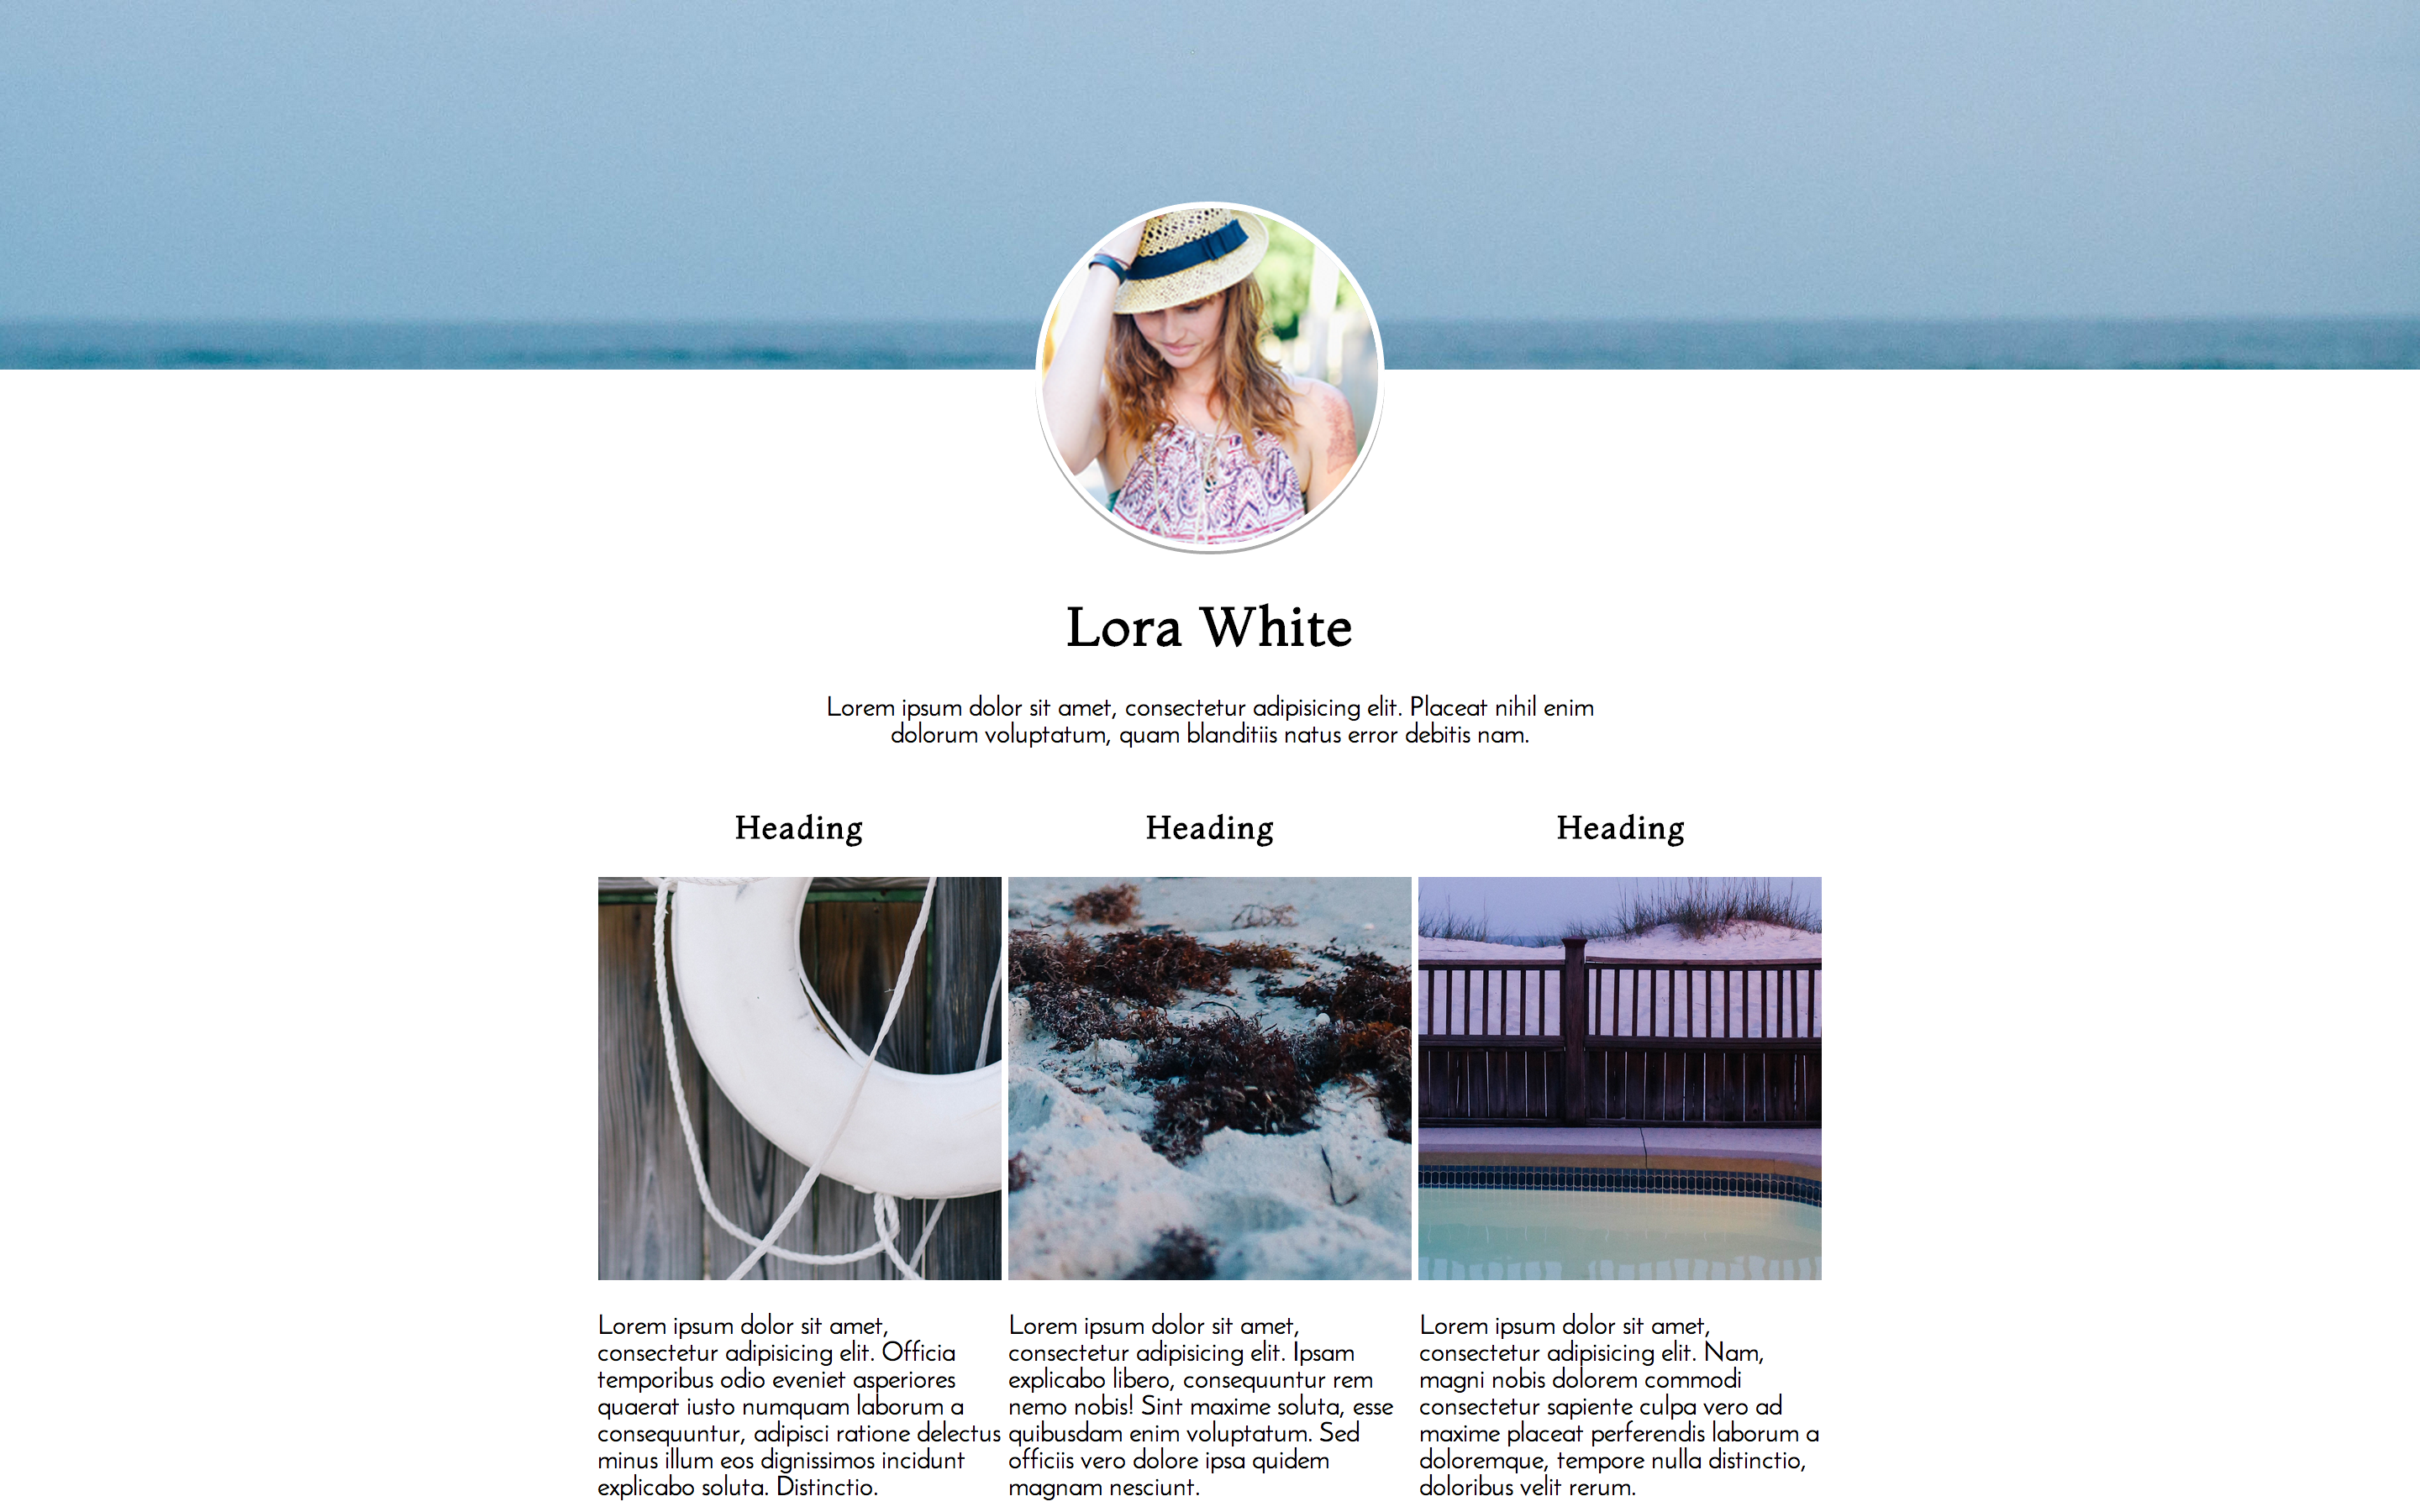 Lora White
Lorem ipsum dolor sit amet, consectetur adipisicing elit. Placeat nihil enim
dolorum voluptatum, quam blanditiis natus error debitis nam.
Heading
Heading
Heading
Lorem ipsum dolor sit amet,
consectetur adipisicing elit. Officia
temporibus odio eveniet asperiores
quaerat iusto numquam laborum a
consequuntur, adipisci ratione delectus
minus illum eos dignissimos incidunt
explicabo soluta. Distinctio.
Lorem ipsum dolor sit amet,
consectetur adipisicing elit. Ipsam
explicabo libero, consequuntur rem
nemo nobis! Sint maxime soluta, esse
quibusdam enim voluptatum. Sed
officiis vero dolore ipsa quidem
magnam nesciunt.
Lorem ipsum dolor sit amet,
consectetur adipisicing elit. Nam,
magni nobis dolorem commodi
consectetur sapiente culpa vero ad
maxime placeat perferendis laborum a
doloremque, tempore nulla distinctio,
doloribus velit rerum.